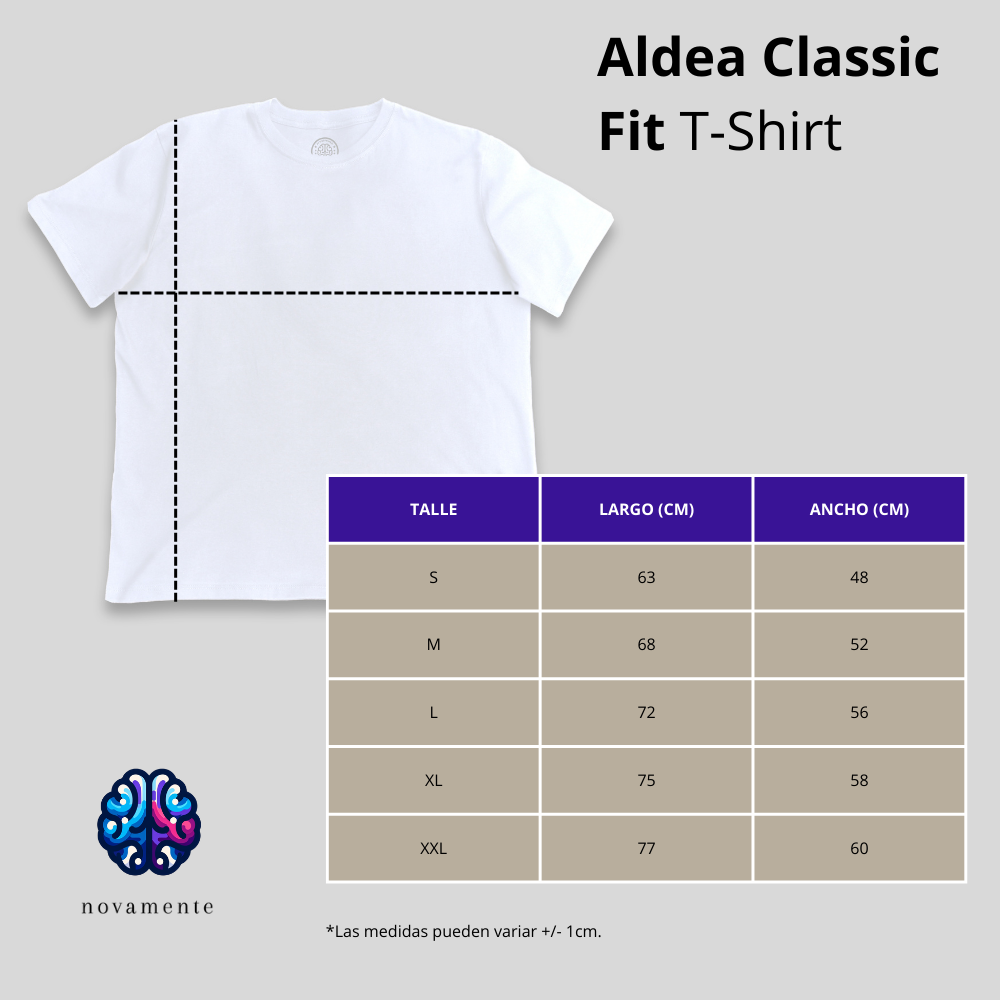 Aldea Classic
Fit T-Shirt
TALLE LARGO (CM) ANCHO (CM)
S 63 48
M 68 52
L 72 56
XL 75 58
XXL 77 60
novamente
*Las medidas pueden variar +/- 1cm.